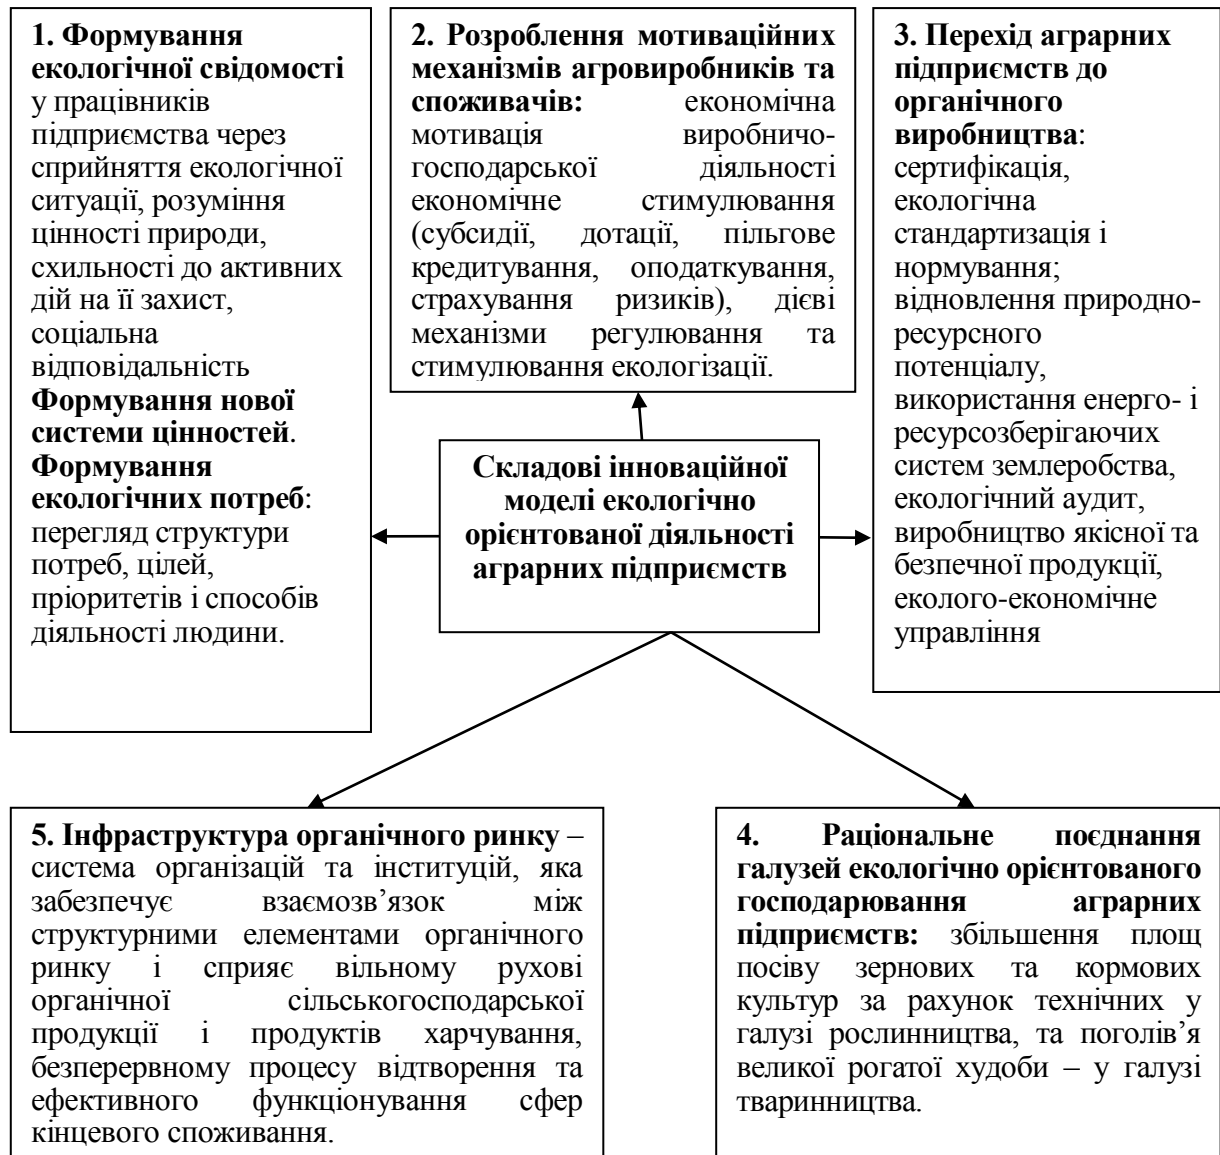 1. Формування
екологічної свідомості
у працівників
підприємства через
сприйняття екологічної
ситуації, розуміння
цінності природи,
схильності до активних
дій на її захист,
соціальна
відповідальність
Формування нової
системи цінностей.
Формування
екологічних потреб:
перегляд структури
потреб, цілей,
пріоритетів і способів
діяльності людини.
2. Розроблення мотиваційних
механізмів агровиробників та
споживачів: економічна
мотивація виробничо-
господарської діяльності
економічне стимулювання
(субсидії, дотації, пільгове
кредитування, оподаткування,
страхування ризиків), дієві
механізми регулювання та
стимулювання екологізації.
3. Перехід аграрних
підприємств до
органічного
виробництва:
сертифікація,
екологічна
стандартизація і
нормування;
відновлення природно-
ресурсного
потенціалу,
використання енерго- і
ресурсозберігаючих
систем землеробства,
екологічний аудит,
виробництво якісної та
безпечної продукції,
еколого-економічне
управління
Складові інноваційної
моделі екологічно
орієнтованої діяльності
аграрних підприємств
5. Інфраструктура органічного ринку –
система організацій та інституцій, яка
забезпечує взаємозв’язок між
структурними елементами органічного
ринку і сприяє вільному рухові
органічної сільськогосподарської
продукції і продуктів харчування,
безперервному процесу відтворення та
ефективного функціонування сфер
кінцевого споживання.
4. Раціональне поєднання
галузей екологічно орієнтованого
господарювання аграрних
підприємств: збільшення площ
посіву зернових та кормових
культур за рахунок технічних у
галузі рослинництва, та поголів’я
великої рогатої худоби – у галузі
тваринництва.